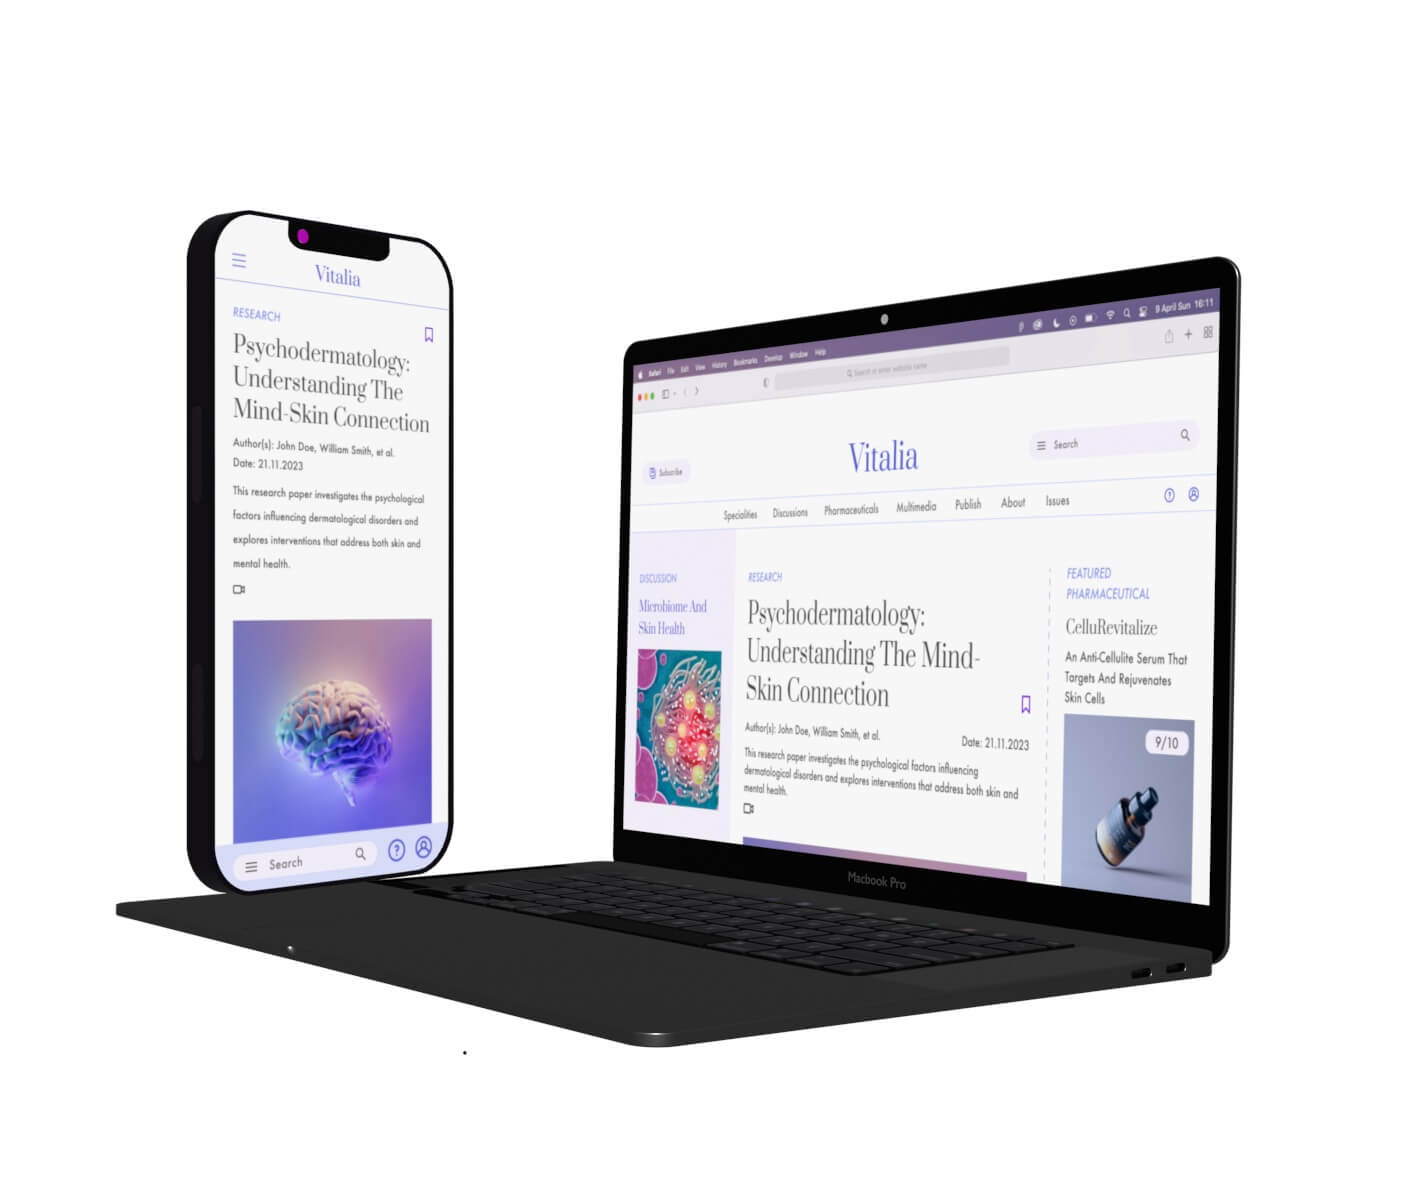 Vitalia
RESEARCH
Psychodermatology:
Understanding The
Mind-Skin Connection
Author(s): John Doe, William Smith, et al.
Date: 21.11.2023
This research paper investigates the psychological
factors influencing dermatological disorders and
explores interventions that address both skin and
mental health.
Search
Safari File Edit View History Bookmarks Develop Window Help
9 April Sun 16:11
Search or enter website name
Subscribe
Vitalia
Search
Specialities Discussions Pharmaceuticals Multimedia Publish About Issues
DISCUSSION
Microbiome And
Skin Health
RESEARCH
Psychodermatology:
Understanding The Mind-
Skin Connection
Author(s): John Doe, William Smith, et al.
Date: 21.11.2023
This research paper investigates the psychological factors influencing
dermatological disorders and explores interventions that address both skin and
mental health.
FEATURED
PHARMACEUTICAL
CelluRevitalize
An Anti-Cellulite Serum That
Targets And Rejuvenates
Skin Cells
9/10
Macbook Pro